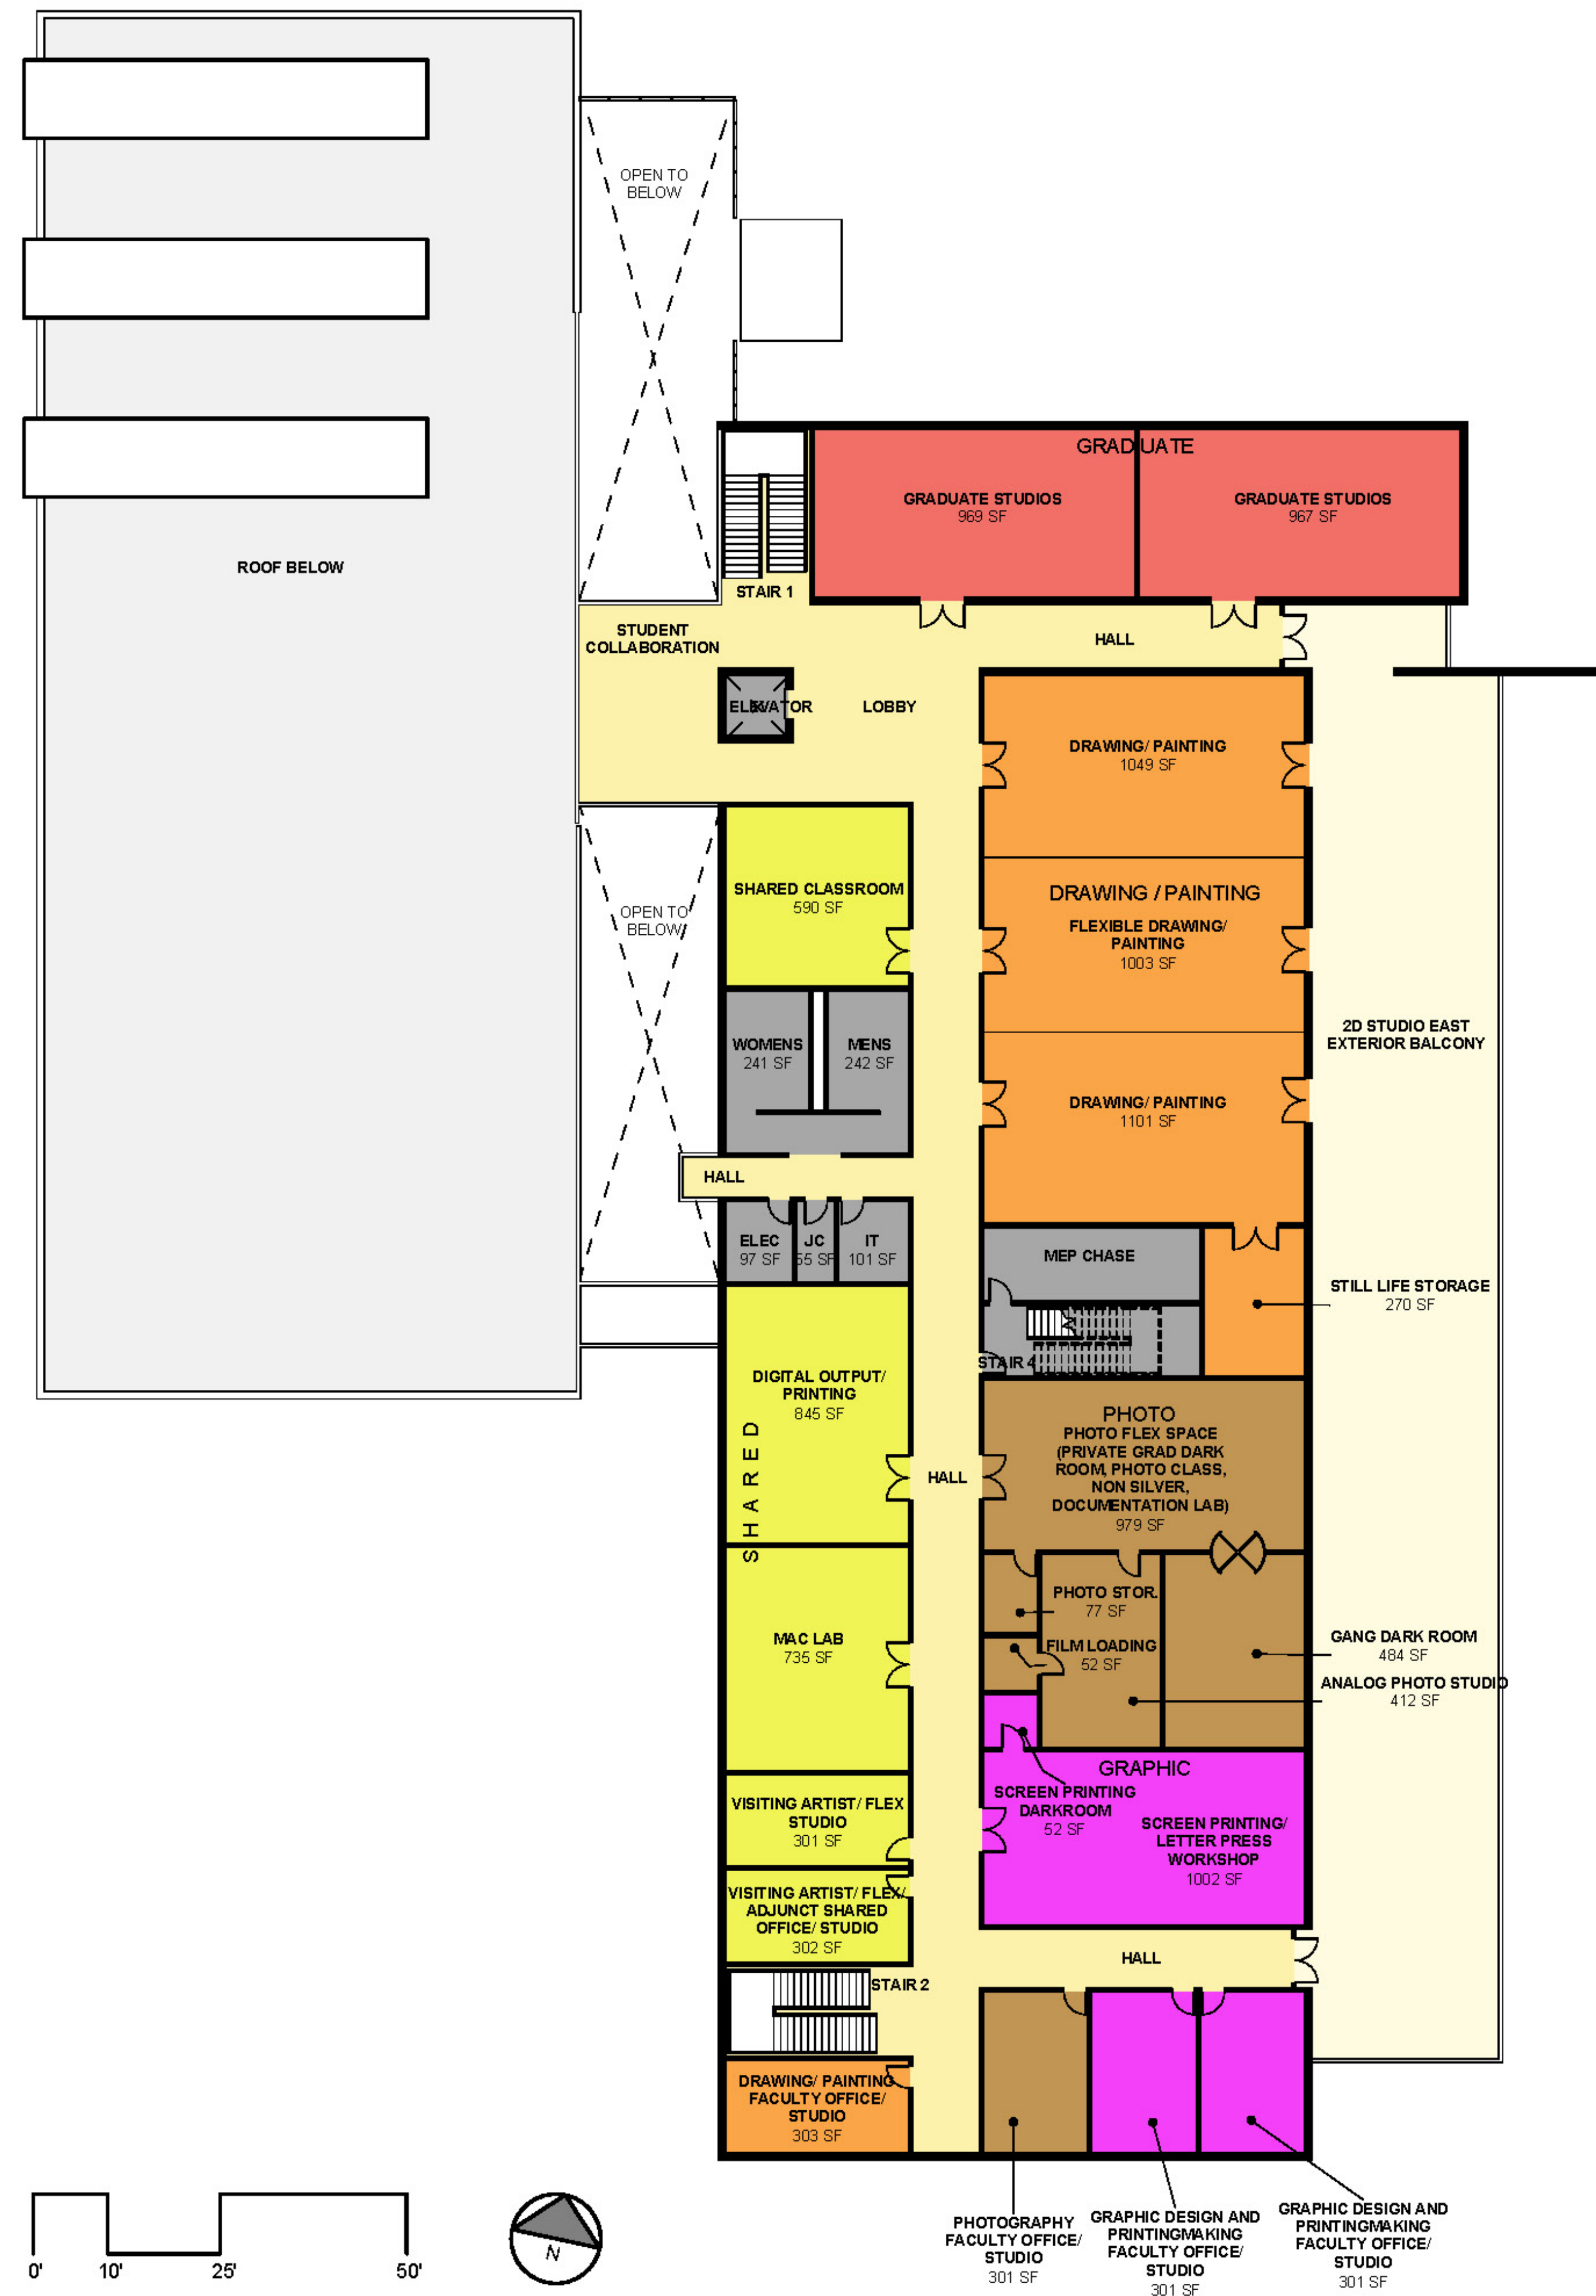 OPEN TO
BELOW
GRADUATE
GRADUATE STUDIOS
969 SF
GRADUATE STUDIOS
967 SF
ROOF BELOW
STAIR 1
STUDENT
COLLABORATION
HALL
ELEVATOR
LOBBY
DRAWING/ PAINTING
1049 SF
SHARED CLASSROOM
590 SF
OPEN TO
BELOW
DRAWING / PAINTING
FLEXIBLE DRAWING/
PAINTING
1003 SF
2D STUDIO EAST
EXTERIOR BALCONY
WOMENS
241 SF
MENS
242 SF
DRAWING/ PAINTING
1101 SF
HALL
ELEC
97 SF
JC
55 SF
IT
101 SF
MEP CHASE
STILL LIFE STORAGE
270 SF
STAIR 4
DIGITAL OUTPUT/
PRINTING
845 SF
SHARED
HALL
PHOTO
PHOTO FLEX SPACE
(PRIVATE GRAD DARK
ROOM, PHOTO CLASS,
NON SILVER,
DOCUMENTATION LAB)
979 SF
PHOTO STOR.
77 SF
MAC LAB
735 SF
FILM LOADING
52 SF
GANG DARK ROOM
484 SF
ANALOG PHOTO STUDIO
412 SF
GRAPHIC
SCREEN PRINTING
DARKROOM
52 SF
SCREEN PRINTING/
LETTER PRESS
WORKSHOP
1002 SF
VISITING ARTIST/ FLEX
STUDIO
301 SF
VISITING ARTIST/ FLEX/
ADJUNCT SHARED
OFFICE/ STUDIO
302 SF
HALL
STAIR 2
DRAWING/ PAINTING
FACULTY OFFICE/
STUDIO
303 SF
PHOTOGRAPHY
FACULTY OFFICE/
STUDIO
301 SF
GRAPHIC DESIGN AND
PRINTINGMAKING
FACULTY OFFICE/
STUDIO
301 SF
GRAPHIC DESIGN AND
PRINTINGMAKING
FACULTY OFFICE/
STUDIO
301 SF
0' 10' 25' 50'
N